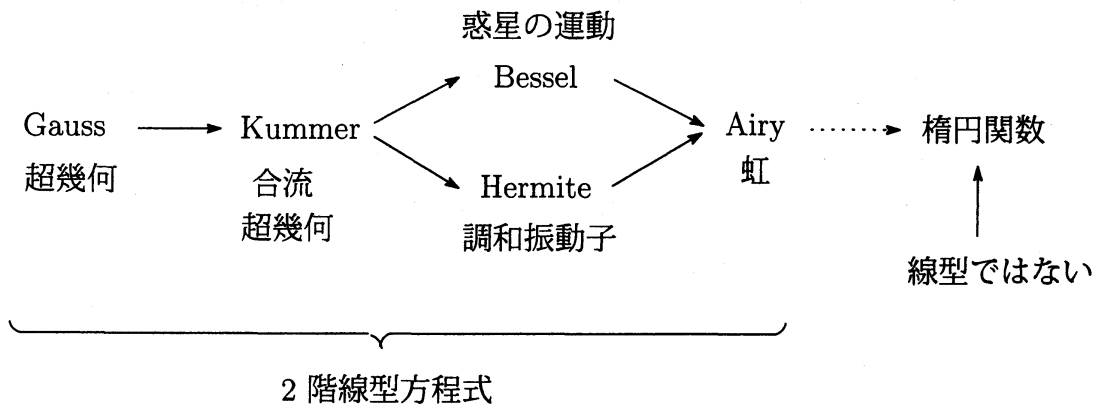 惑星の運動
Bessel
Gauss
超幾何
Kummer
合流
超幾何
Hermite
調和振動子
Airy
虹
楕円関数
線型ではない
2 階線型方程式